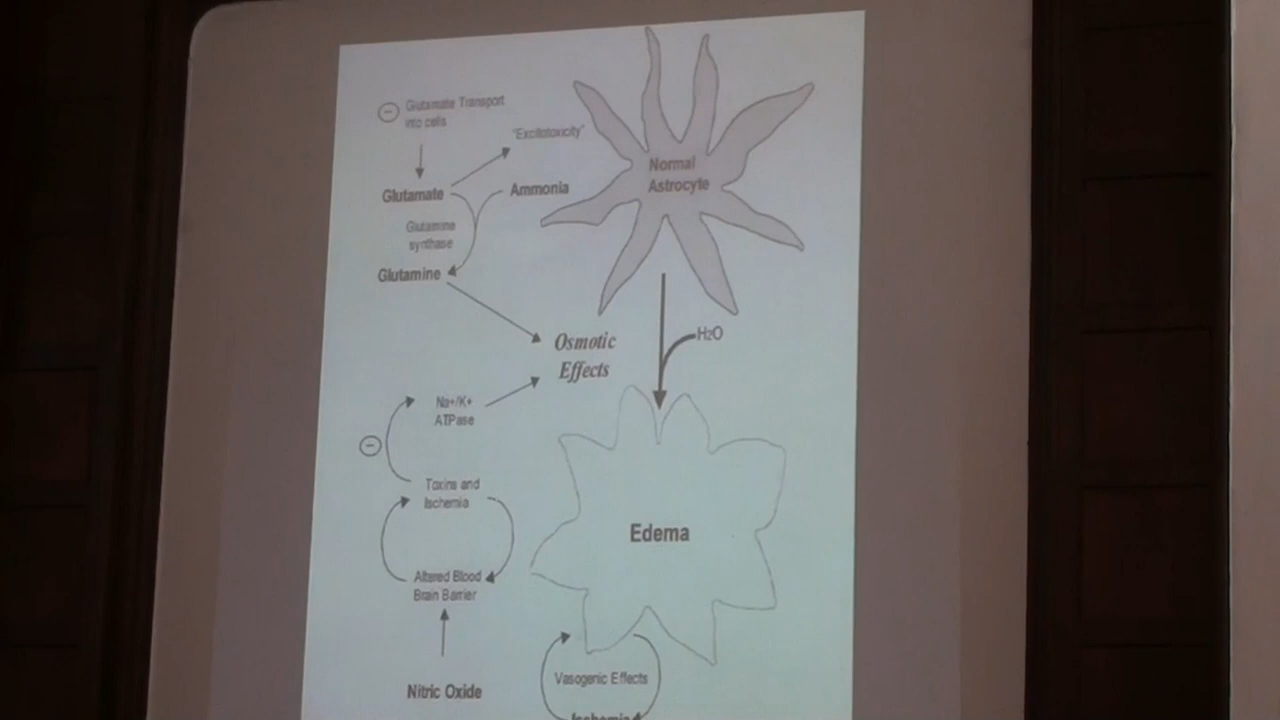 Glutamate Transport
into cells
"Excitotoxicity"
Glutamate
Ammonia
Glutamine
synthase
Glutamine
Normal
Astrocyte
H2O
Osmotic
Effects
Na+/K+
ATPase
Toxins and
Ischemia
Altered Blood
Brain Barrier
Nitric Oxide
Edema
Vasogenic Effects
Ischemia